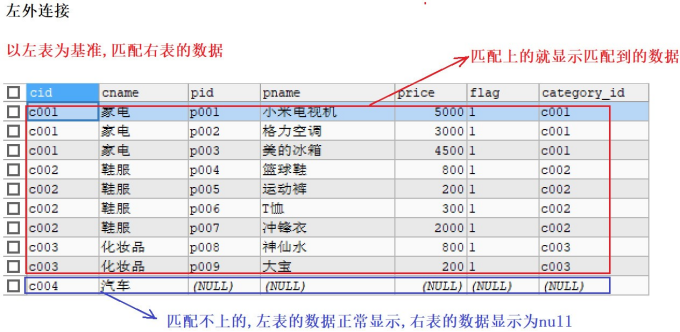 左外连接
以左表为基准,匹配右表的数据
匹配上的就显示匹配到的数据
cid cname pid pname price flag category_id
c001 家电 p001 小米电视机 5000 1 c001
c001 家电 p002 格力空调 3000 1 c001
c001 家电 p003 美的冰箱 4500 1 c001
c002 鞋服 p004 篮球鞋 800 1 c002
c002 鞋服 p005 运动裤 200 1 c002
c002 鞋服 p006 T恤 300 1 c002
c002 鞋服 p007 冲锋衣 2000 1 c002
c003 化妆品 p008 神仙水 800 1 c003
c003 化妆品 p009 大宝 200 1 c003
c004 汽车 (NULL) (NULL) (NULL) (NULL) (NULL)
匹配不上的,左表的数据正常显示,右表的数据显示为null